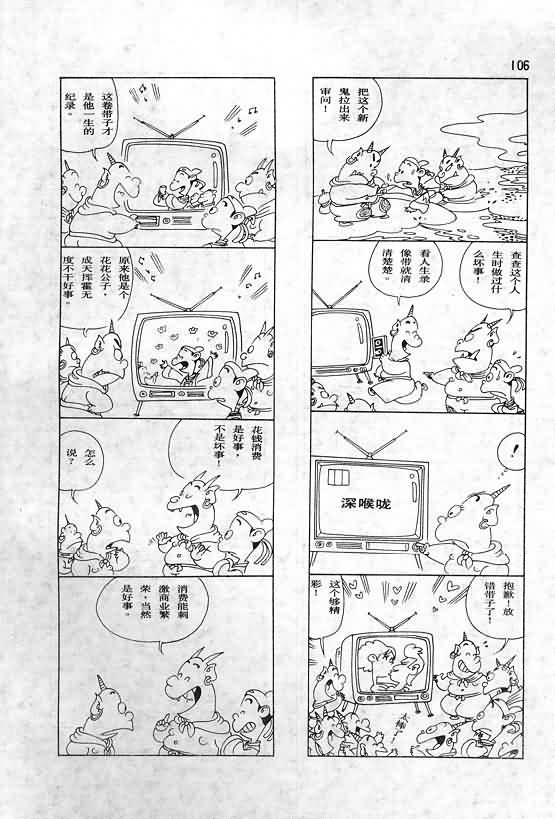 106
把这个新
鬼拉出来
审问！
查查这个人
生时做过什
么坏事！
看人生录
像带就清
清楚楚。
！
深喉咙
抱歉！放
错带子了！
这个够精
彩！
太棒了！
这卷带子才
是他一生的
纪录。
原来他是个
花花公子，
成天挥霍无
度不干好事。
花钱消费
是好事，
不是坏事！
怎么
说？
消费能刺
激商业繁
荣，当然
是好事。